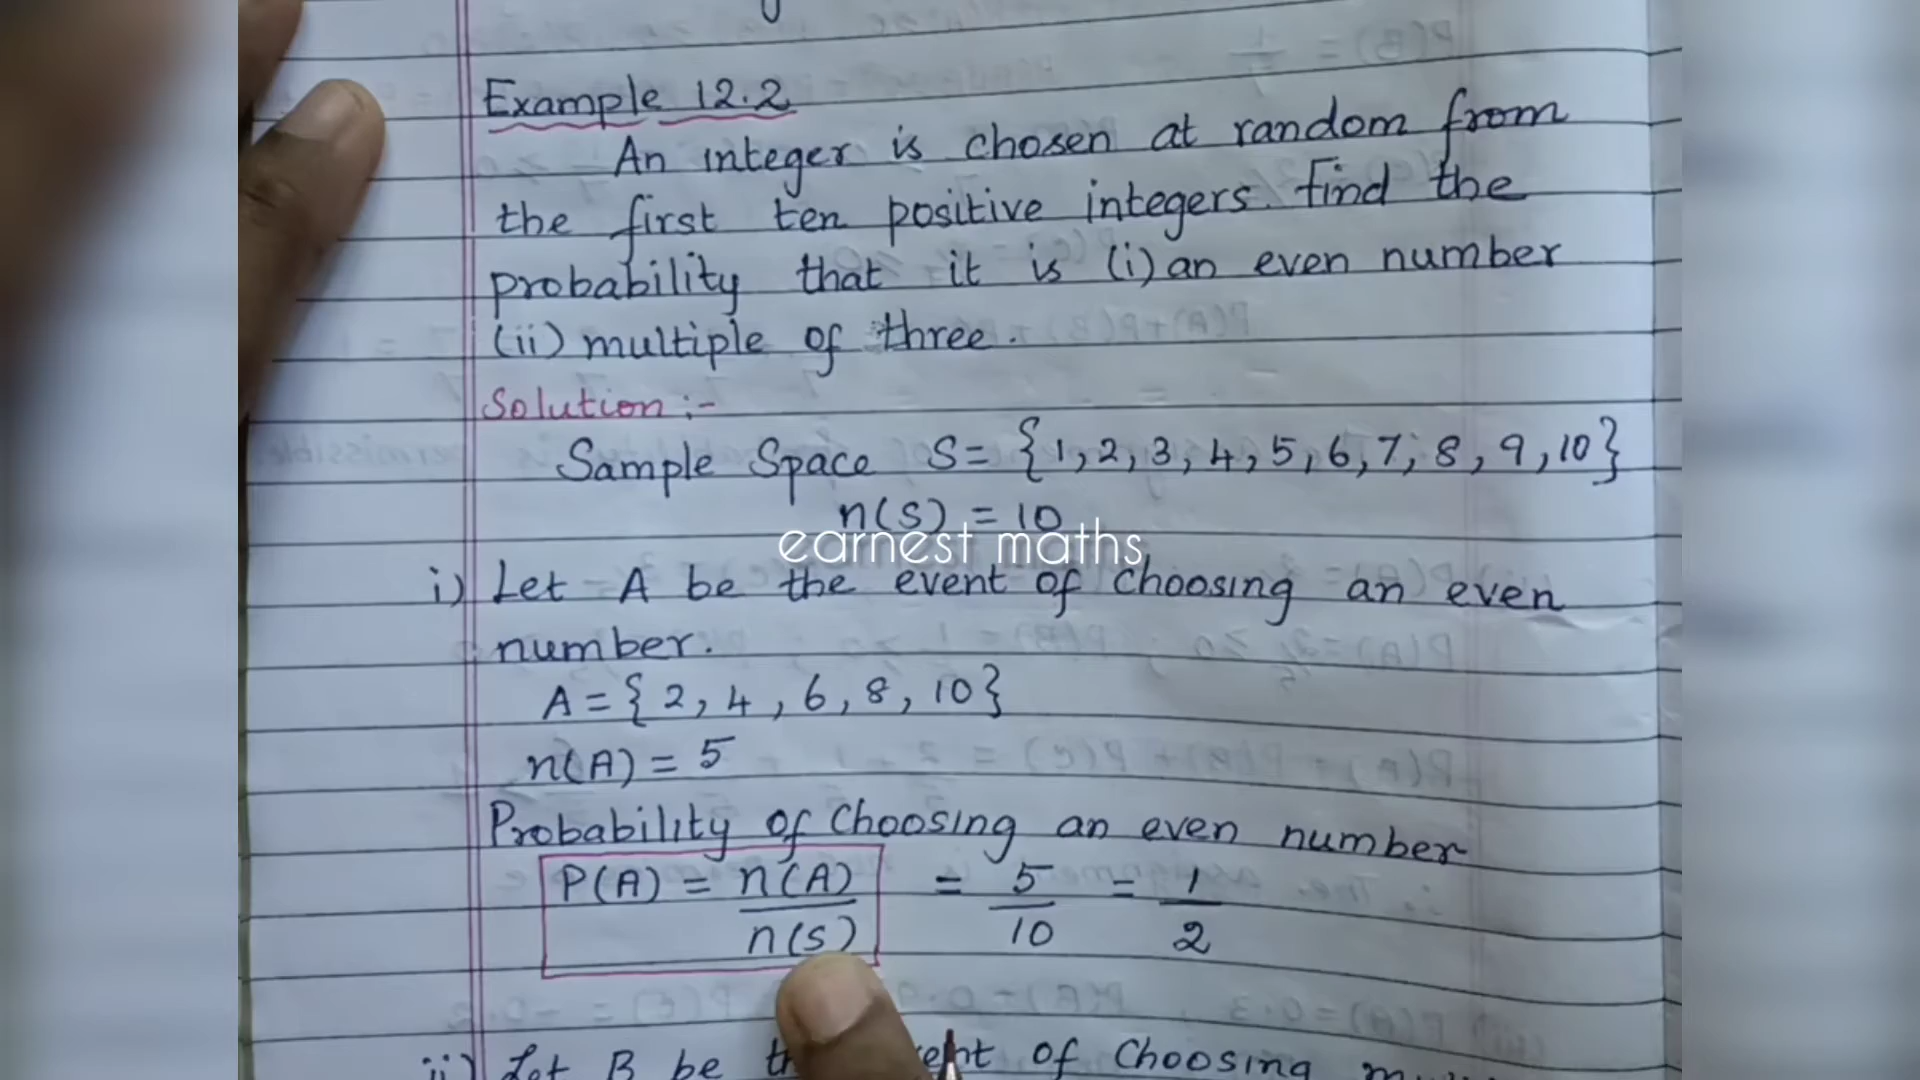 Example 12.2
An integer is chosen at random from
the first ten positive integers. Find the
probability that it is (i) an even number
(ii) multiple of three.
Solution :-
Sample Space S = {1, 2, 3, 4, 5, 6, 7, 8, 9, 10}
n(S) = 10
earnest maths
i) Let A be the event of choosing an even
number.
A = {2, 4, 6, 8, 10}
n(A) = 5
Probability of choosing an even number
P(A) = n(A)/n(S) = 5/10 = 1/2
ii) Let B be of Choosing